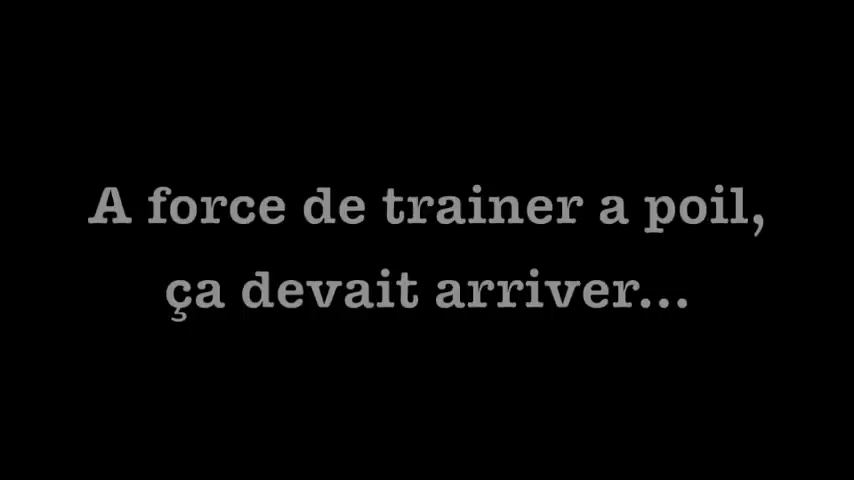 A force de trainer a poil,
ça devait arriver...